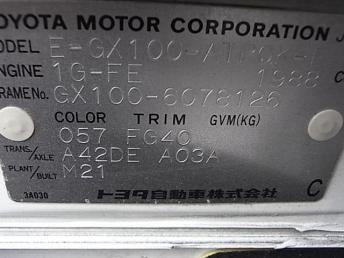 TOYOTA MOTOR CORPORATION J
MODEL E-GX100-
ENGINE 1G-FE 1988 C
FRAME NO. GX100-6078126
COLOR TRIM GVM(KG)
057 FG40
TRANS./AXLE A42DE A03A
PLANT/BUILT M21
3A030 トヨタ自動車株式会社 C